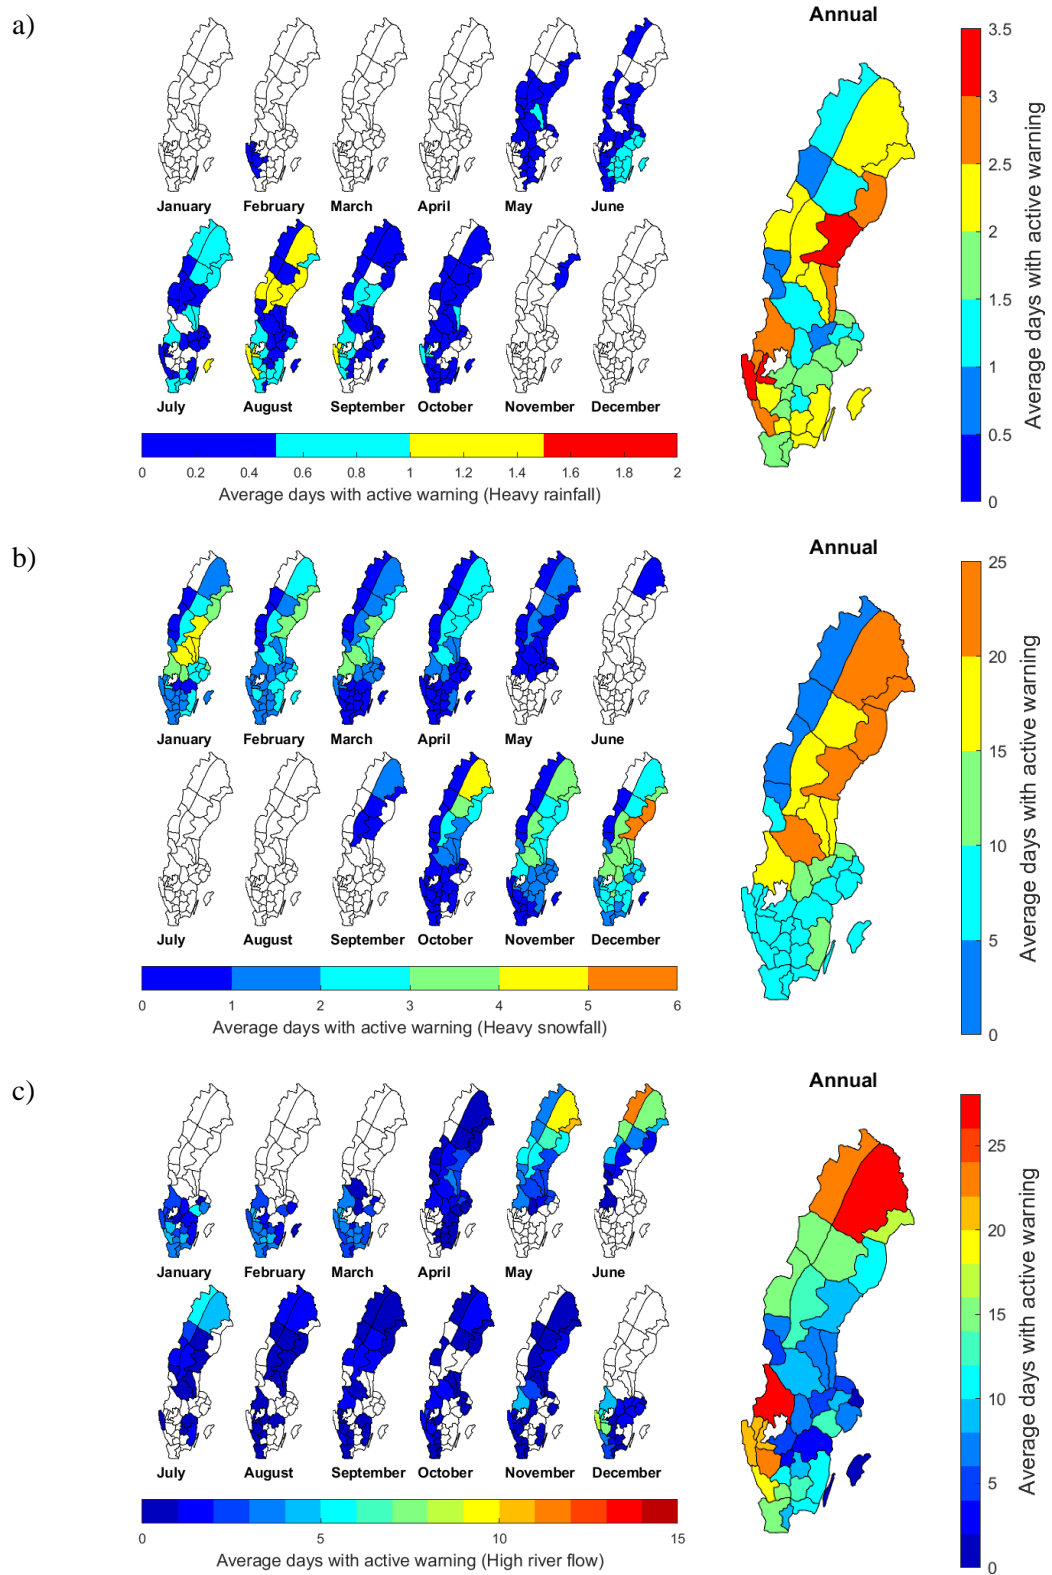 a)
January February March April May June
July August September October November December
0 0.2 0.4 0.6 0.8 1 1.2 1.4 1.6 1.8 2
Average days with active warning (Heavy rainfall)
Annual
3.5
3
2.5
2
1.5
1
0.5
0
Average days with active warning
b)
January February March April May June
July August September October November December
0 1 2 3 4 5 6
Average days with active warning (Heavy snowfall)
Annual
25
20
15
10
5
0
Average days with active warning
c)
January February March April May June
July August September October November December
0 5 10 15
Average days with active warning (High river flow)
Annual
25
20
15
10
5
0
Average days with active warning